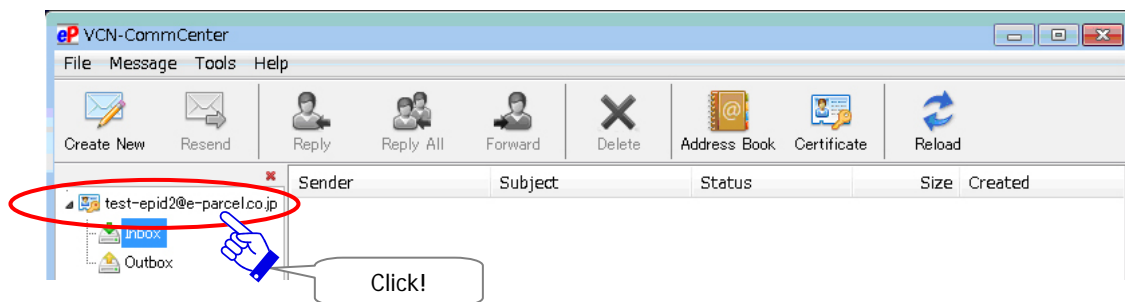 eP VCN-CommCenter
File Message Tools Help
Create New Resend Reply Reply All Forward Delete Address Book Certificate Reload
Sender Subject Status Size Created
test-epid2@e-parcel.co.jp
Inbox
Outbox
Click!